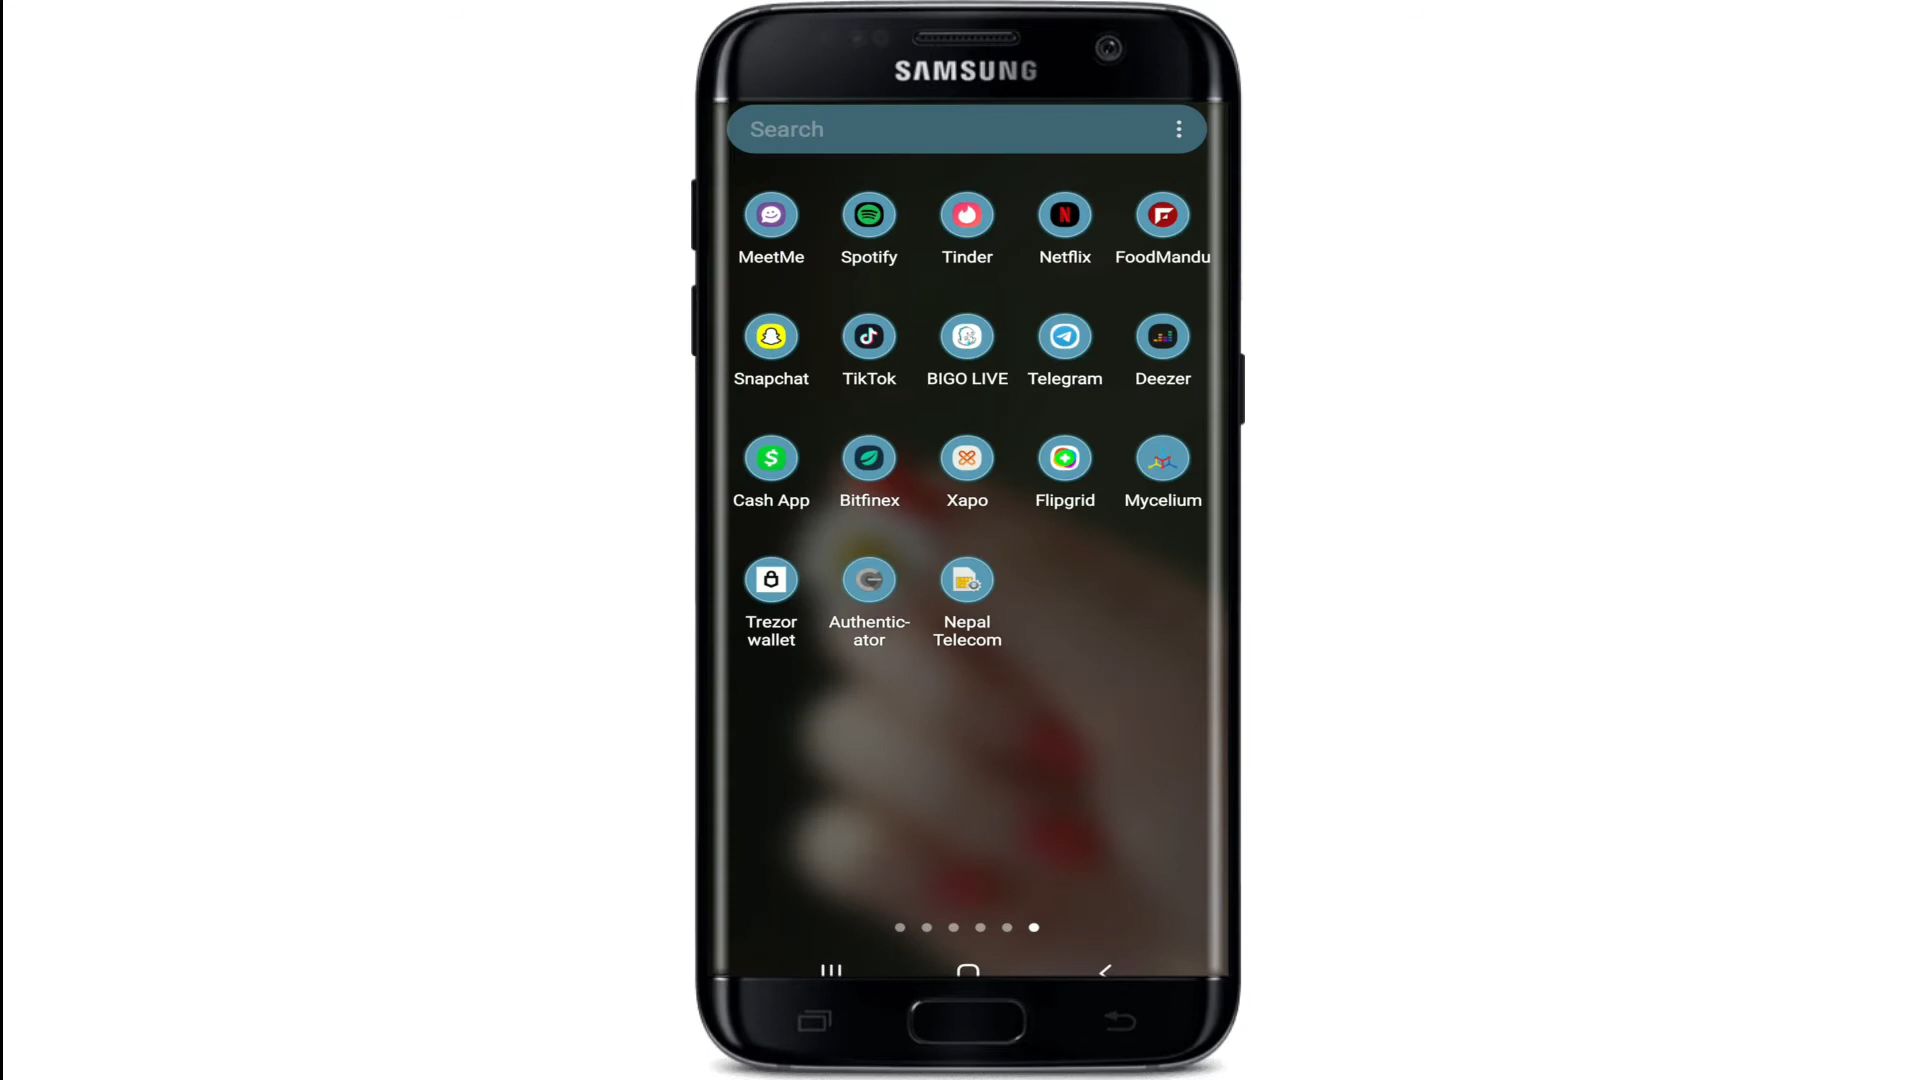 SAMSUNG
Search
MeetMe Spotify Tinder Netflix FoodMandu
Snapchat TikTok BIGO LIVE Telegram Deezer
Cash App Bitfinex Xapo Flipgrid Mycelium
Trezor wallet Authentic-ator Nepal Telecom